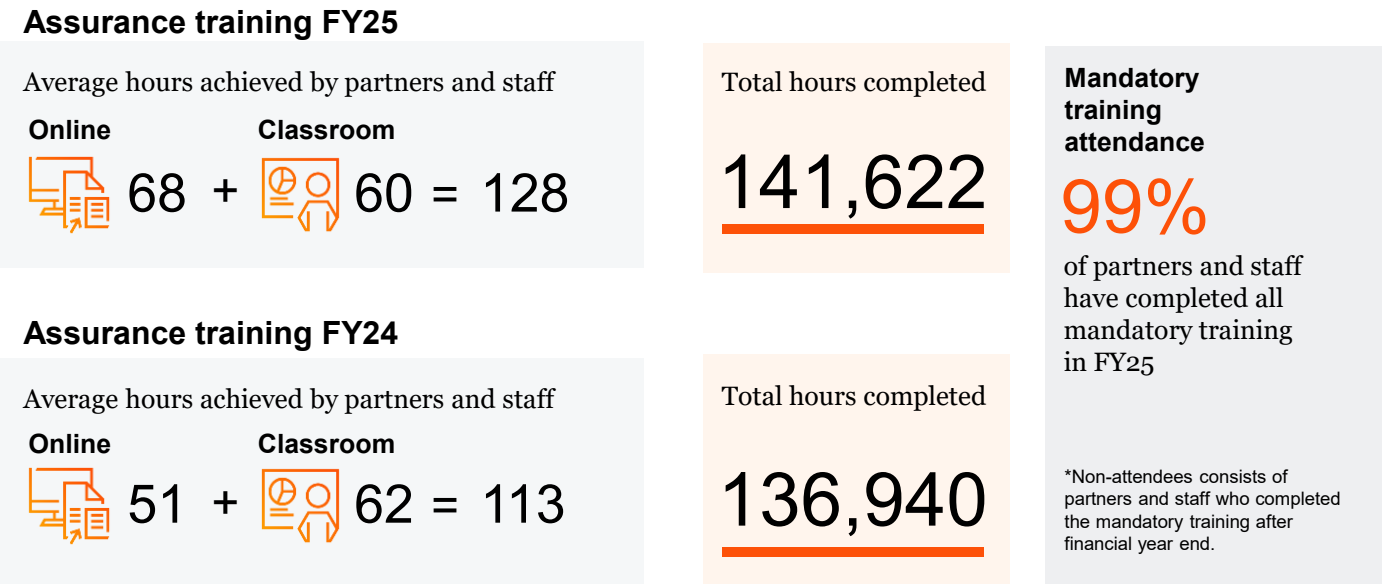 Assurance training FY25
Average hours achieved by partners and staff
Online
Classroom
68 + 60 = 128
Total hours completed
141,622
Assurance training FY24
Average hours achieved by partners and staff
Online
Classroom
51 + 62 = 113
Total hours completed
136,940
Mandatory
training
attendance
99%
of partners and staff
have completed all
mandatory training
in FY25
*Non-attendees consists of
partners and staff who completed
the mandatory training after
financial year end.